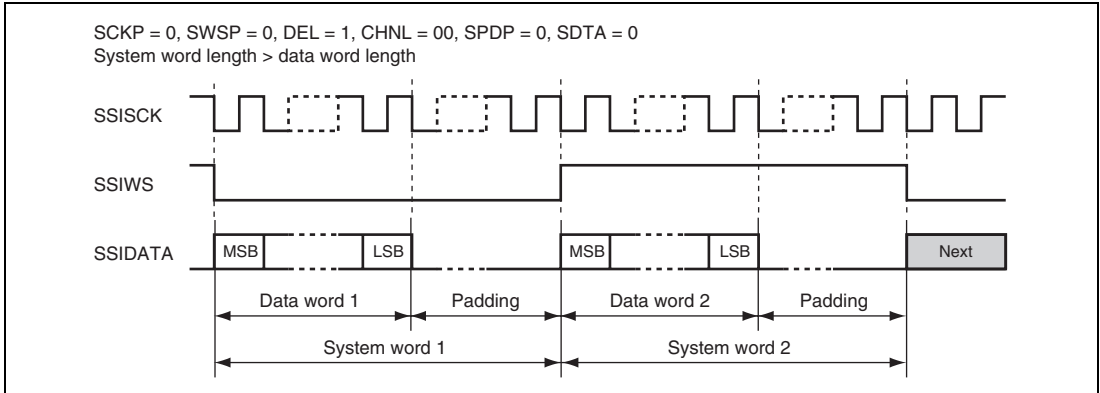 SCKP = 0, SWSP = 0, DEL = 1, CHNL = 00, SPDP = 0, SDTA = 0
System word length > data word length
SSISCK
SSIWS
SSIDATA MSB LSB MSB LSB Next
Data word 1 Padding Data word 2 Padding
System word 1 System word 2